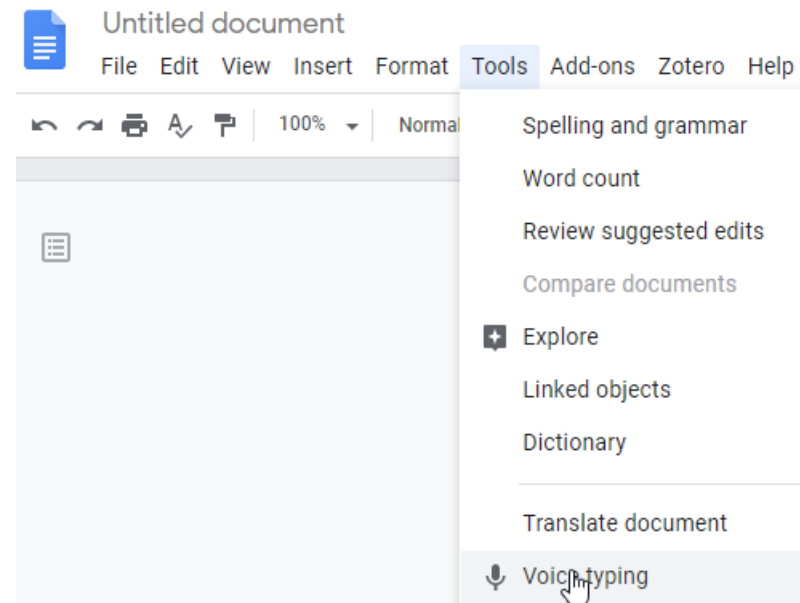 Untitled document
File Edit View Insert Format Tools Add-ons Zotero Help
100% Normal
Spelling and grammar
Word count
Review suggested edits
Compare documents
Explore
Linked objects
Dictionary
Translate document
Voice typing